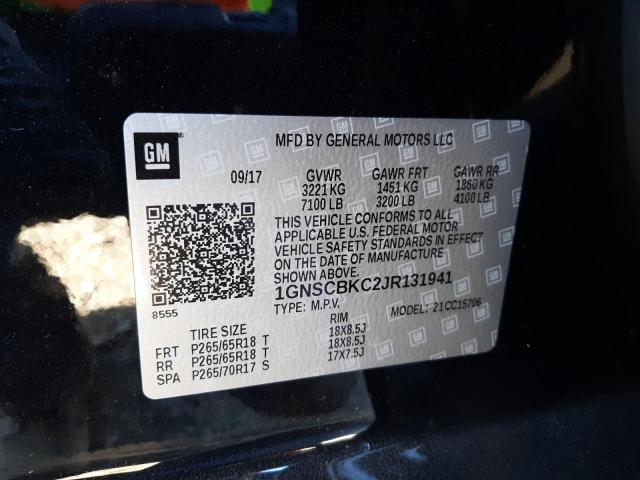 GM
MFD BY GENERAL MOTORS LLC
09/17 GVWR GAWR FRT GAWR RR
3221 KG 1451 KG 1860 KG
7100 LB 3200 LB 4100 LB
THIS VEHICLE CONFORMS TO ALL
APPLICABLE U.S. FEDERAL MOTOR
VEHICLE SAFETY STANDARDS IN EFFECT
ON THE DATE OF MANUFACTURE
SHOWN ABOVE.
1GNSCBKC2JR131941
8555
TYPE: M.P.V. MODEL: 21CC15706
TIRE SIZE RIM
FRT P265/65R18 T 18X8.5J
RR P265/65R18 T 18X8.5J
SPA P265/70R17 S 17X7.5J